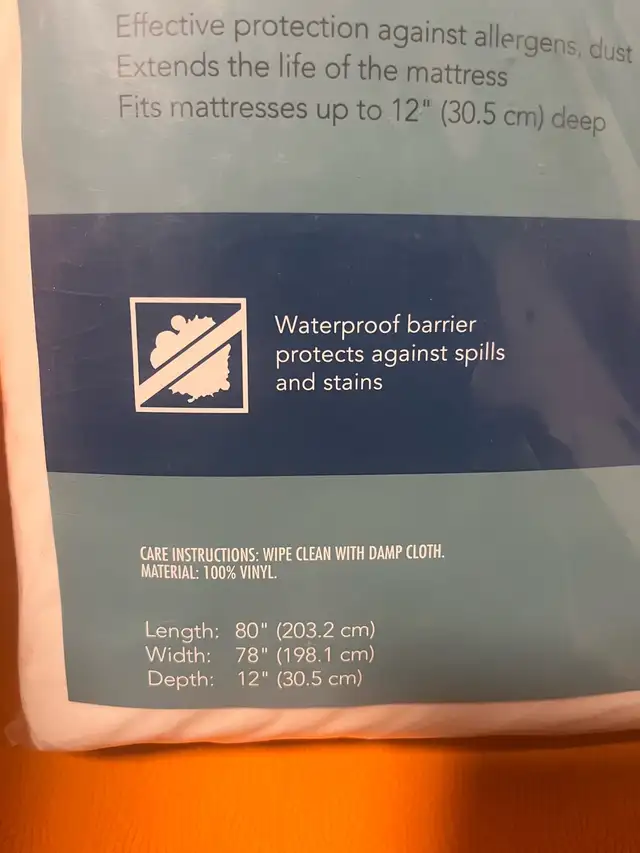 Effective protection against allergens, dust
Extends the life of the mattress
Fits mattresses up to 12" (30.5 cm) deep
Waterproof barrier
protects against spills
and stains
CARE INSTRUCTIONS: WIPE CLEAN WITH DAMP CLOTH.
MATERIAL: 100% VINYL.
Length: 80" (203.2 cm)
Width: 78" (198.1 cm)
Depth: 12" (30.5 cm)